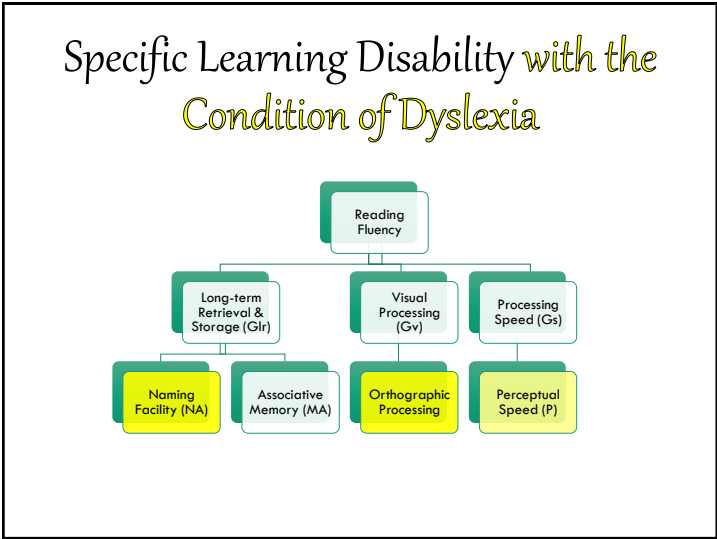 Specific Learning Disability with the
Condition of Dyslexia
Reading
Fluency
Long-term
Retrieval &
Storage (Glr)
Visual
Processing
(Gv)
Processing
Speed (Gs)
Naming
Facility (NA)
Associative
Memory (MA)
Orthographic
Processing
Perceptual
Speed (P)